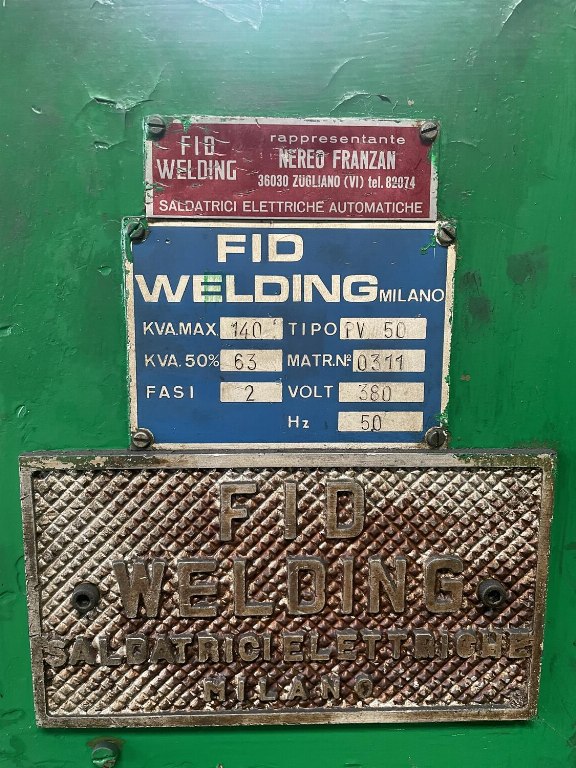 FID
WELDING
rappresentante
NEREO FRANZAN
36030 ZUGLIANO (VI) tel. 82074
SALDATRICI ELETTRICHE AUTOMATICHE
FID
WELDING MILANO
KVA.MAX 140 TIPO PV 50
KVA.50% 63 MATR.Nº 0311
FASI 2 VOLT 380
Hz 50
FID
WELDING
SALDATRICI ELETTRICHE
MILANO